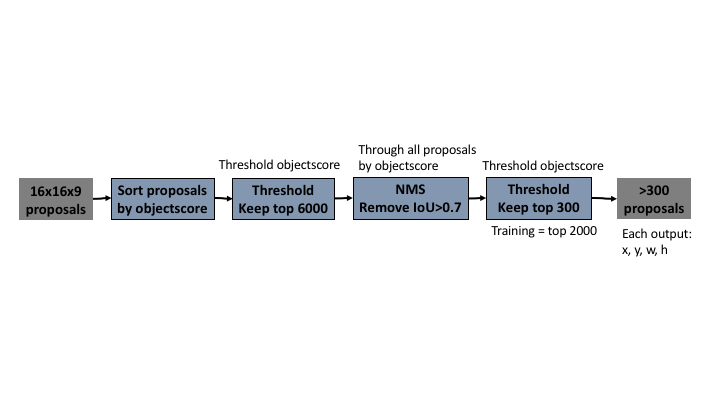 16x16x9
proposals
Sort proposals
by objectscore
Threshold objectscore
Threshold
Keep top 6000
Through all proposals
by objectscore
NMS
Remove IoU>0.7
Threshold objectscore
Threshold
Keep top 300
Training = top 2000
>300
proposals
Each output:
x, y, w, h